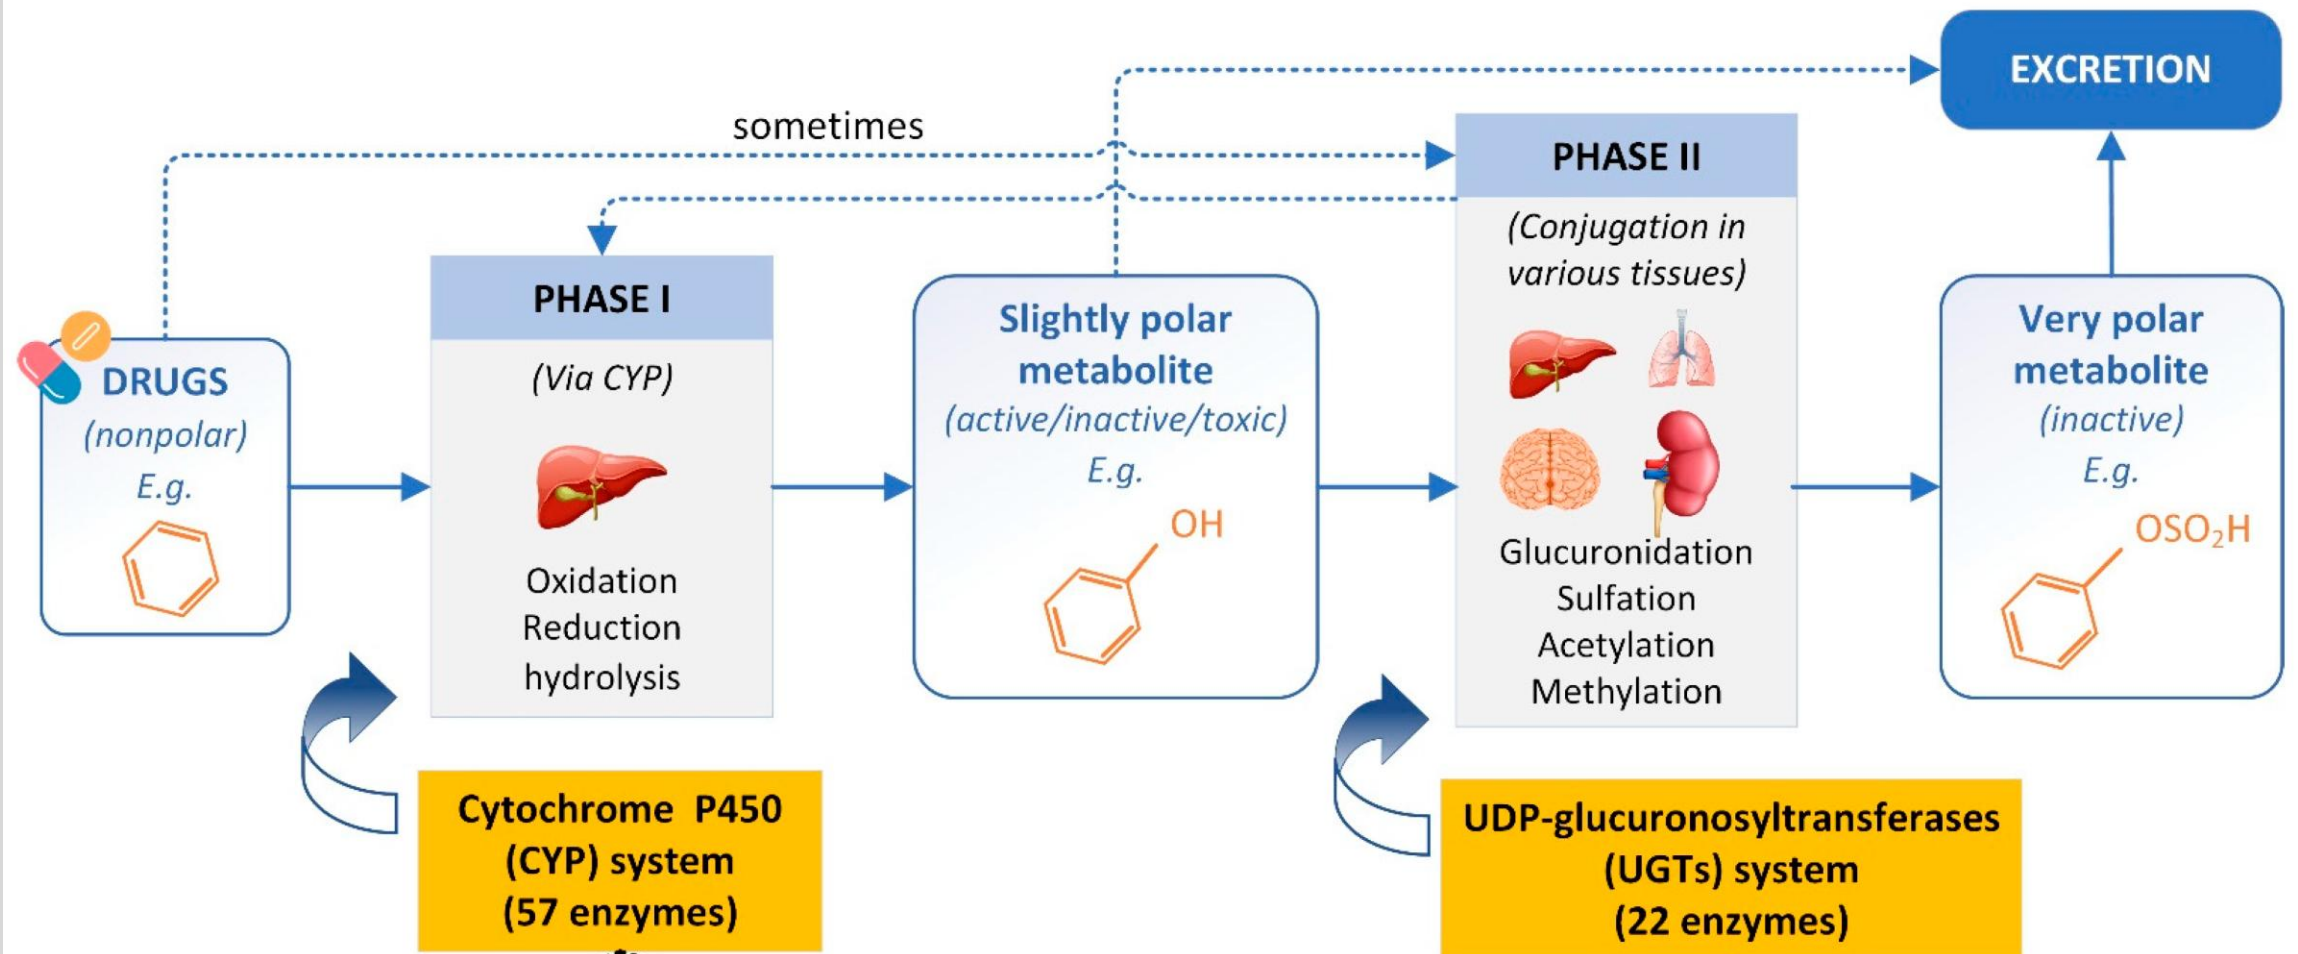 EXCRETION
sometimes
PHASE II
(Conjugation in
various tissues)
PHASE I
(Via CYP)
Slightly polar
metabolite
(active/inactive/toxic)
E.g.
OH
Very polar
metabolite
(inactive)
E.g.
OSO₂H
DRUGS
(nonpolar)
E.g.
Oxidation
Reduction
hydrolysis
Glucuronidation
Sulfation
Acetylation
Methylation
Cytochrome P450
(CYP) system
(57 enzymes)
UDP-glucuronosyltransferases
(UGTs) system
(22 enzymes)